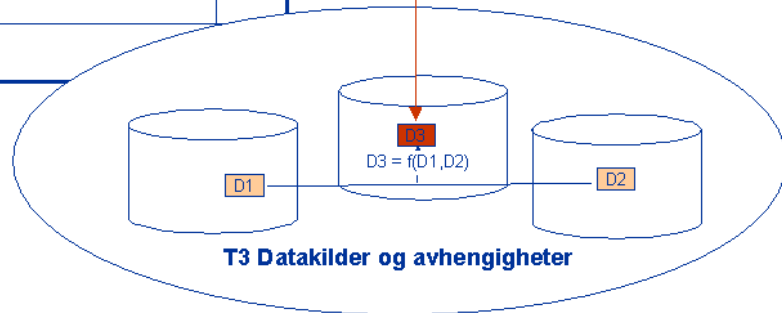 D3
D3 = f(D1,D2)
D1
D2
T3 Datakilder og avhengigheter